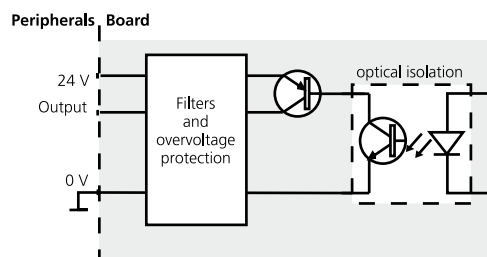 Peripherals Board
optical isolation
24 V
Output
Filters
and
overvoltage
protection
0 V